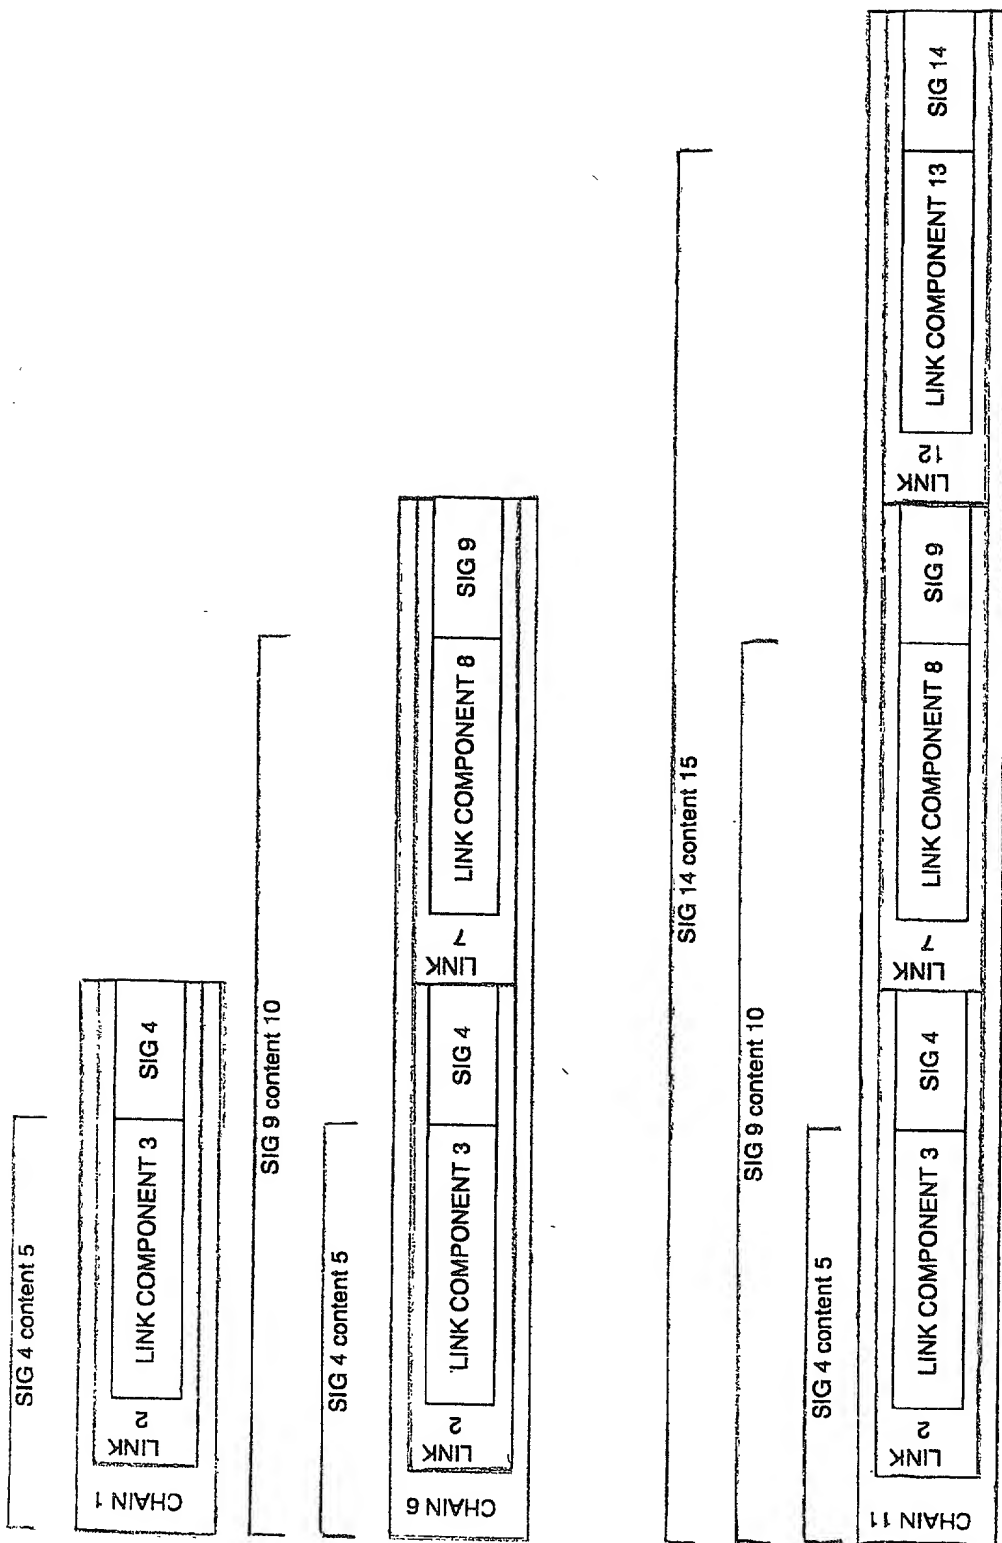 SIG 4 content 5
CHAIN 1
LINK
2
LINK COMPONENT 3
SIG 4
SIG 9 content 10
SIG 4 content 5
CHAIN 6
LINK
2
LINK COMPONENT 3
SIG 4
LINK
7
LINK COMPONENT 8
SIG 9
SIG 14 content 15
SIG 9 content 10
SIG 4 content 5
CHAIN 11
LINK
2
LINK COMPONENT 3
SIG 4
LINK
7
LINK COMPONENT 8
SIG 9
LINK
12
LINK COMPONENT 13
SIG 14